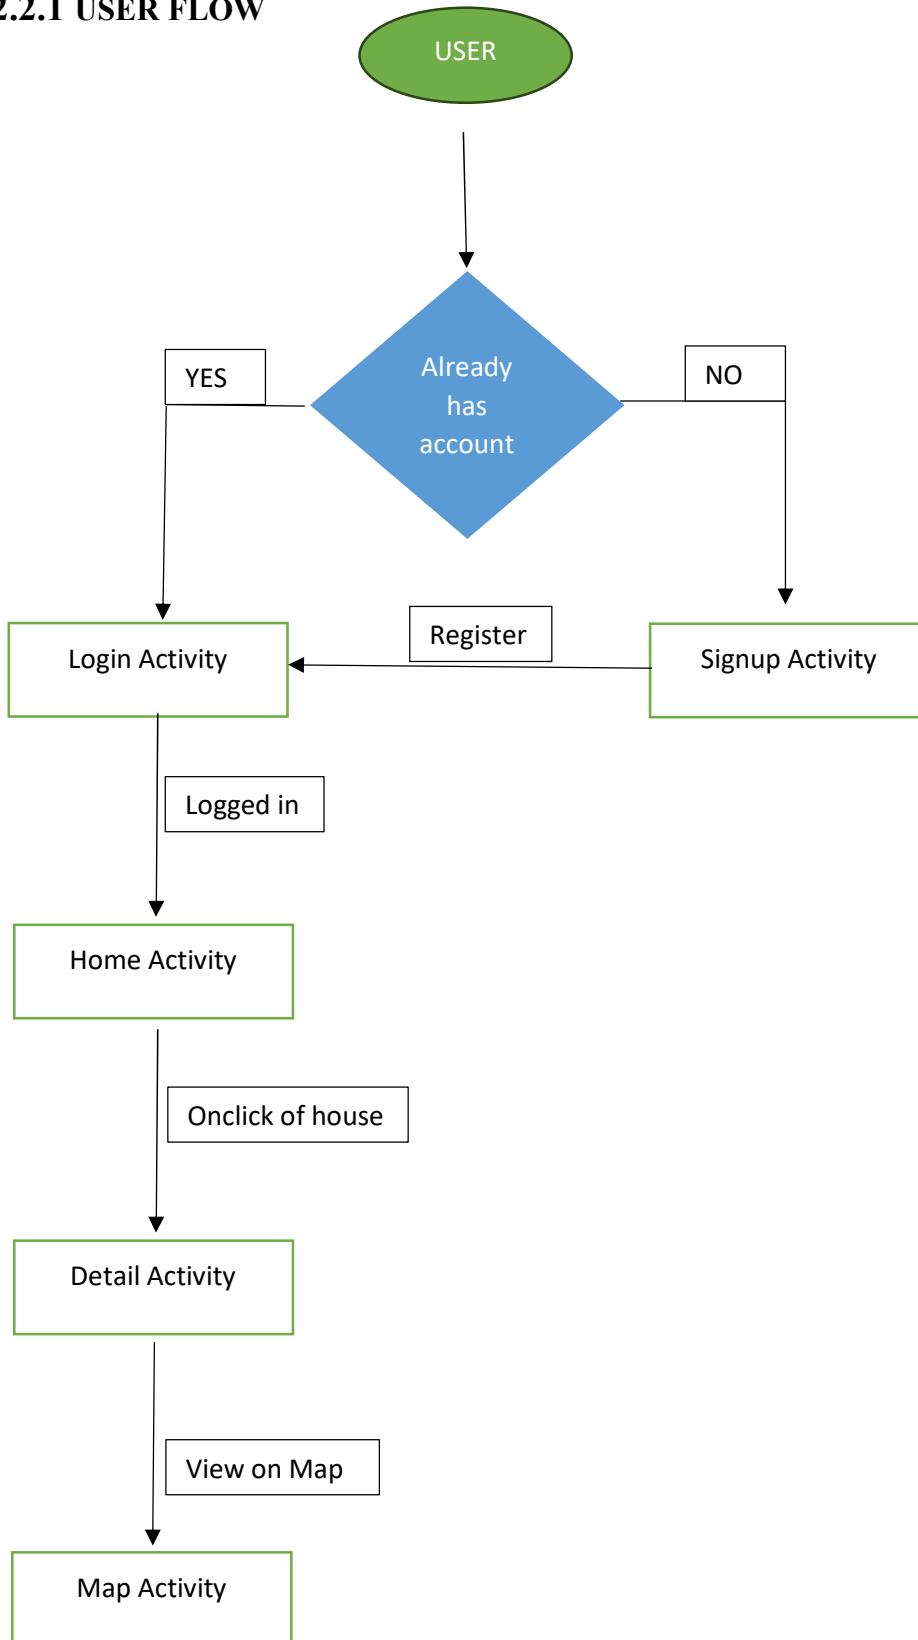 2.2.1 USER FLOW
USER
Already
has
account
YES
NO
Register
Login Activity
Signup Activity
Logged in
Home Activity
Onclick of house
Detail Activity
View on Map
Map Activity